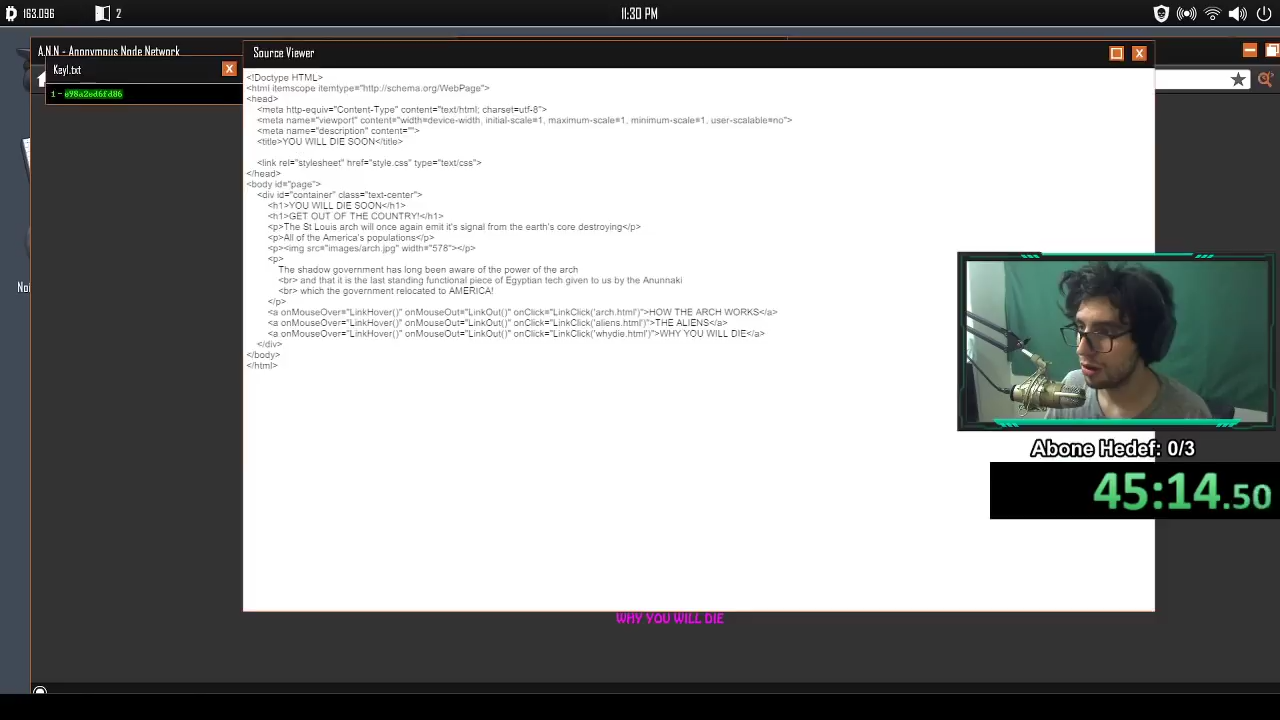 163.096
2
11:30 PM
A.N.N - Anonymous Node Network
Key1.txt
1-e98a2ed6fd86
Source Viewer
<!Doctype HTML>
<html itemscope itemtype="http://schema.org/WebPage">
<head>
<meta http-equiv="Content-Type" content="text/html; charset=utf-8">
<meta name="viewport" content="width=device-width, initial-scale=1, maximum-scale=1, minimum-scale=1, user-scalable=no">
<meta name="description" content="">
<title>YOU WILL DIE SOON</title>
<link rel="stylesheet" href="style.css" type="text/css">
</head>
<body id="page">
<div id="container" class="text-center">
<h1>YOU WILL DIE SOON</h1>
<h1>GET OUT OF THE COUNTRY!</h1>
<p>The St Louis arch will once again emit it's signal from the earth's core destroying</p>
<p>All of the America's populations</p>
<p><img src="images/arch.jpg" width="578"></p>
<p>
The shadow government has long been aware of the power of the arch
<br> and that it is the last standing functional piece of Egyptian tech given to us by the Anunnaki
<br> which the government relocated to AMERICA!
</p>
<a onMouseOver="LinkHover()" onMouseOut="LinkOut()" onClick="LinkClick('arch.html')">HOW THE ARCH WORKS</a>
<a onMouseOver="LinkHover()" onMouseOut="LinkOut()" onClick="LinkClick('aliens.html')">THE ALIENS</a>
<a onMouseOver="LinkHover()" onMouseOut="LinkOut()" onClick="LinkClick('whydie.html')">WHY YOU WILL DIE</a>
</div>
</body>
</html>
Noi
Abone Hedef: 0/3
45:14.50
WHY YOU WILL DIE